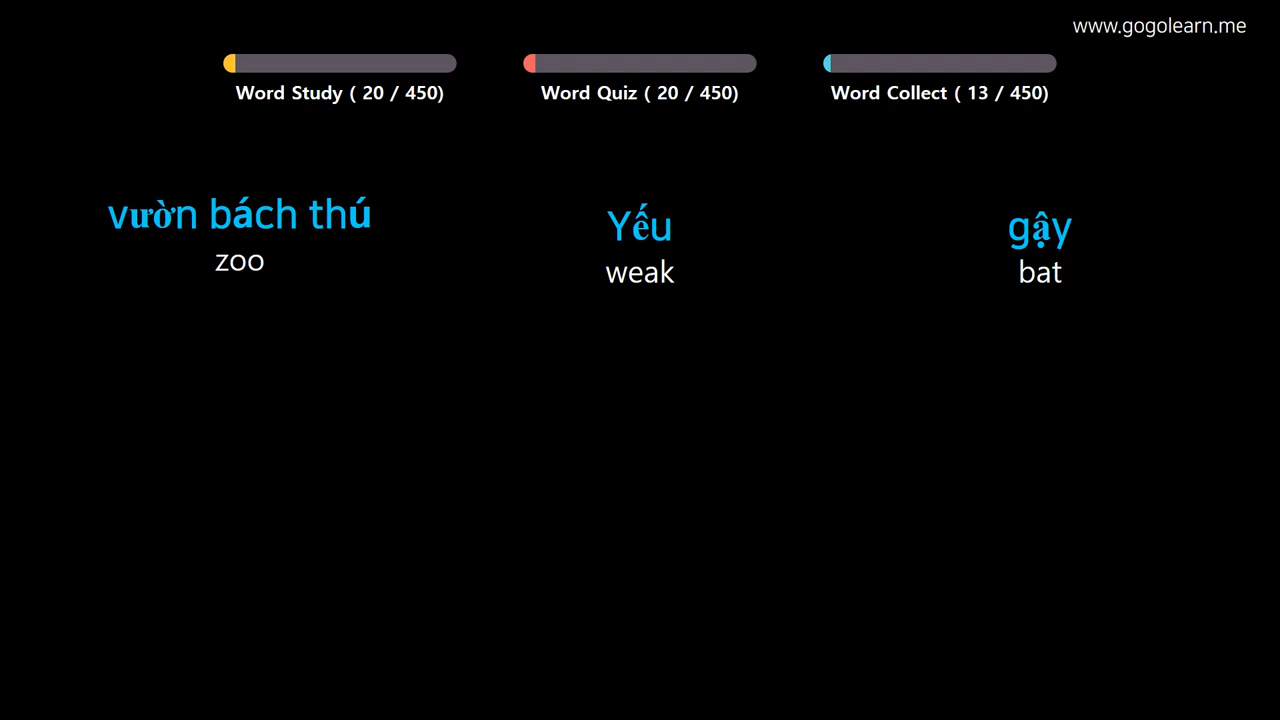 www.gogolearn.me
Word Study ( 20 / 450)
Word Quiz ( 20 / 450)
Word Collect ( 13 / 450)
vườn bách thú
zoo
Yếu
weak
gậy
bat